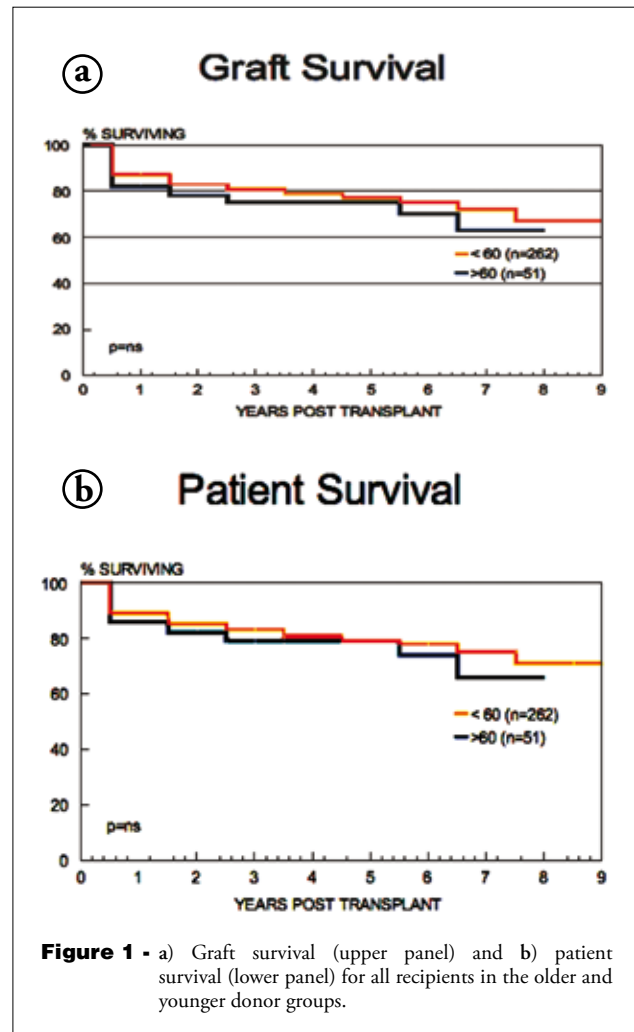 a Graft Survival
% SURVIVING
100
80
60
40
20
0
< 60 (n=262)
>60 (n=51)
p=ns
0 1 2 3 4 5 6 7 8 9
YEARS POST TRANSPLANT
b Patient Survival
% SURVIVING
100
80
60
40
20
0
< 60 (n=262)
>60 (n=51)
p=ns
0 1 2 3 4 5 6 7 8 9
YEARS POST TRANSPLANT
Figure 1 - a) Graft survival (upper panel) and b) patient
survival (lower panel) for all recipients in the older and
younger donor groups.